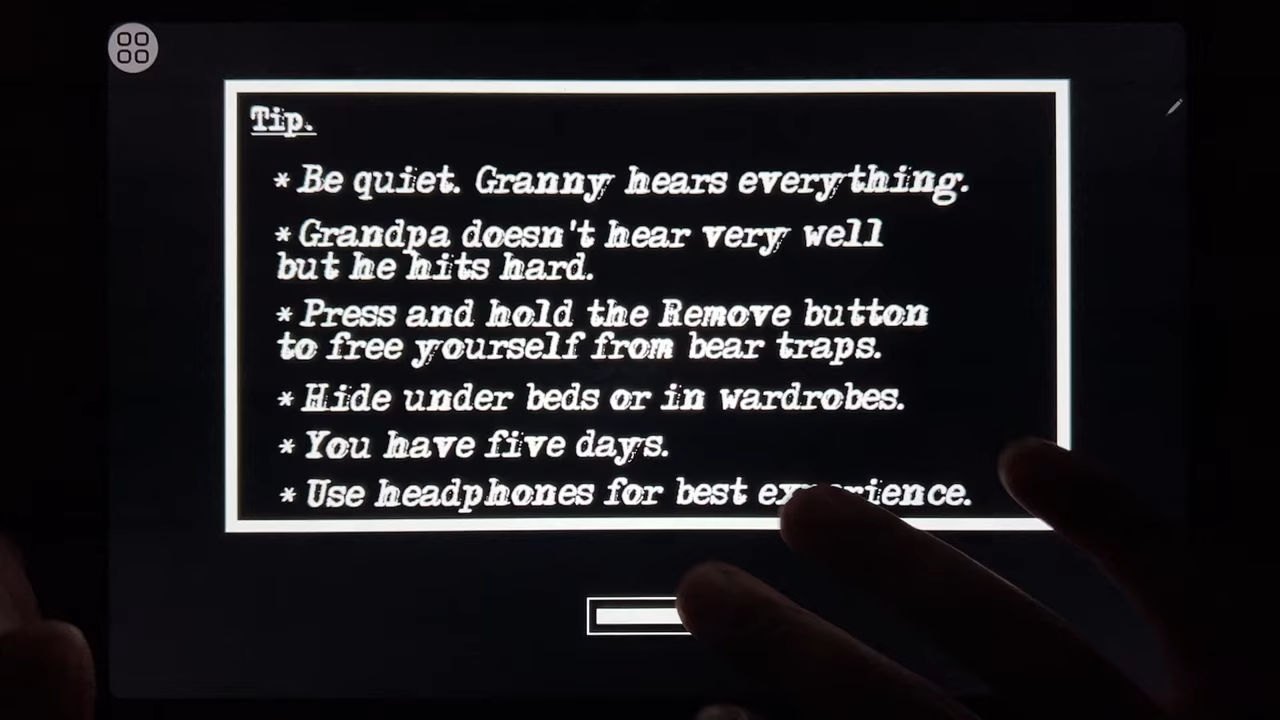 Tip.
* Be quiet. Granny hears everything.
* Grandpa doesn't hear very well
but he hits hard.
* Press and hold the Remove button
to free yourself from bear traps.
* Hide under beds or in wardrobes.
* You have five days.
* Use headphones for best experience.